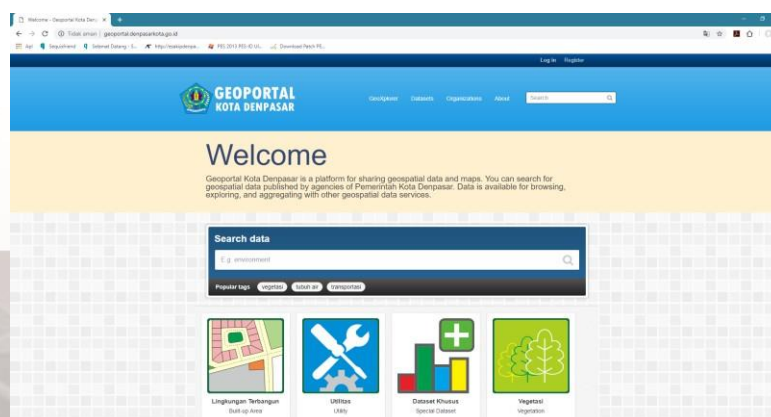 Welcome - Geoportal Kota Den
Tidak aman | geoportal.denpasarkota.go.id
Log in Register
GEOPORTAL
KOTA DENPASAR
GeoXplorer Datasets Organizations About Search
Welcome
Geoportal Kota Denpasar is a platform for sharing geospatial data and maps. You can search for
geospatial data published by agencies of Pemerintah Kota Denpasar. Data is available for browsing,
exploring, and aggregating with other geospatial data services.
Search data
E.g. environment
Popular tags vegetasi tubuh air transportasi
Lingkungan Terbangun Utilitas Dataset Khusus Vegetasi
Built-up Area Utility Special Dataset Vegetation